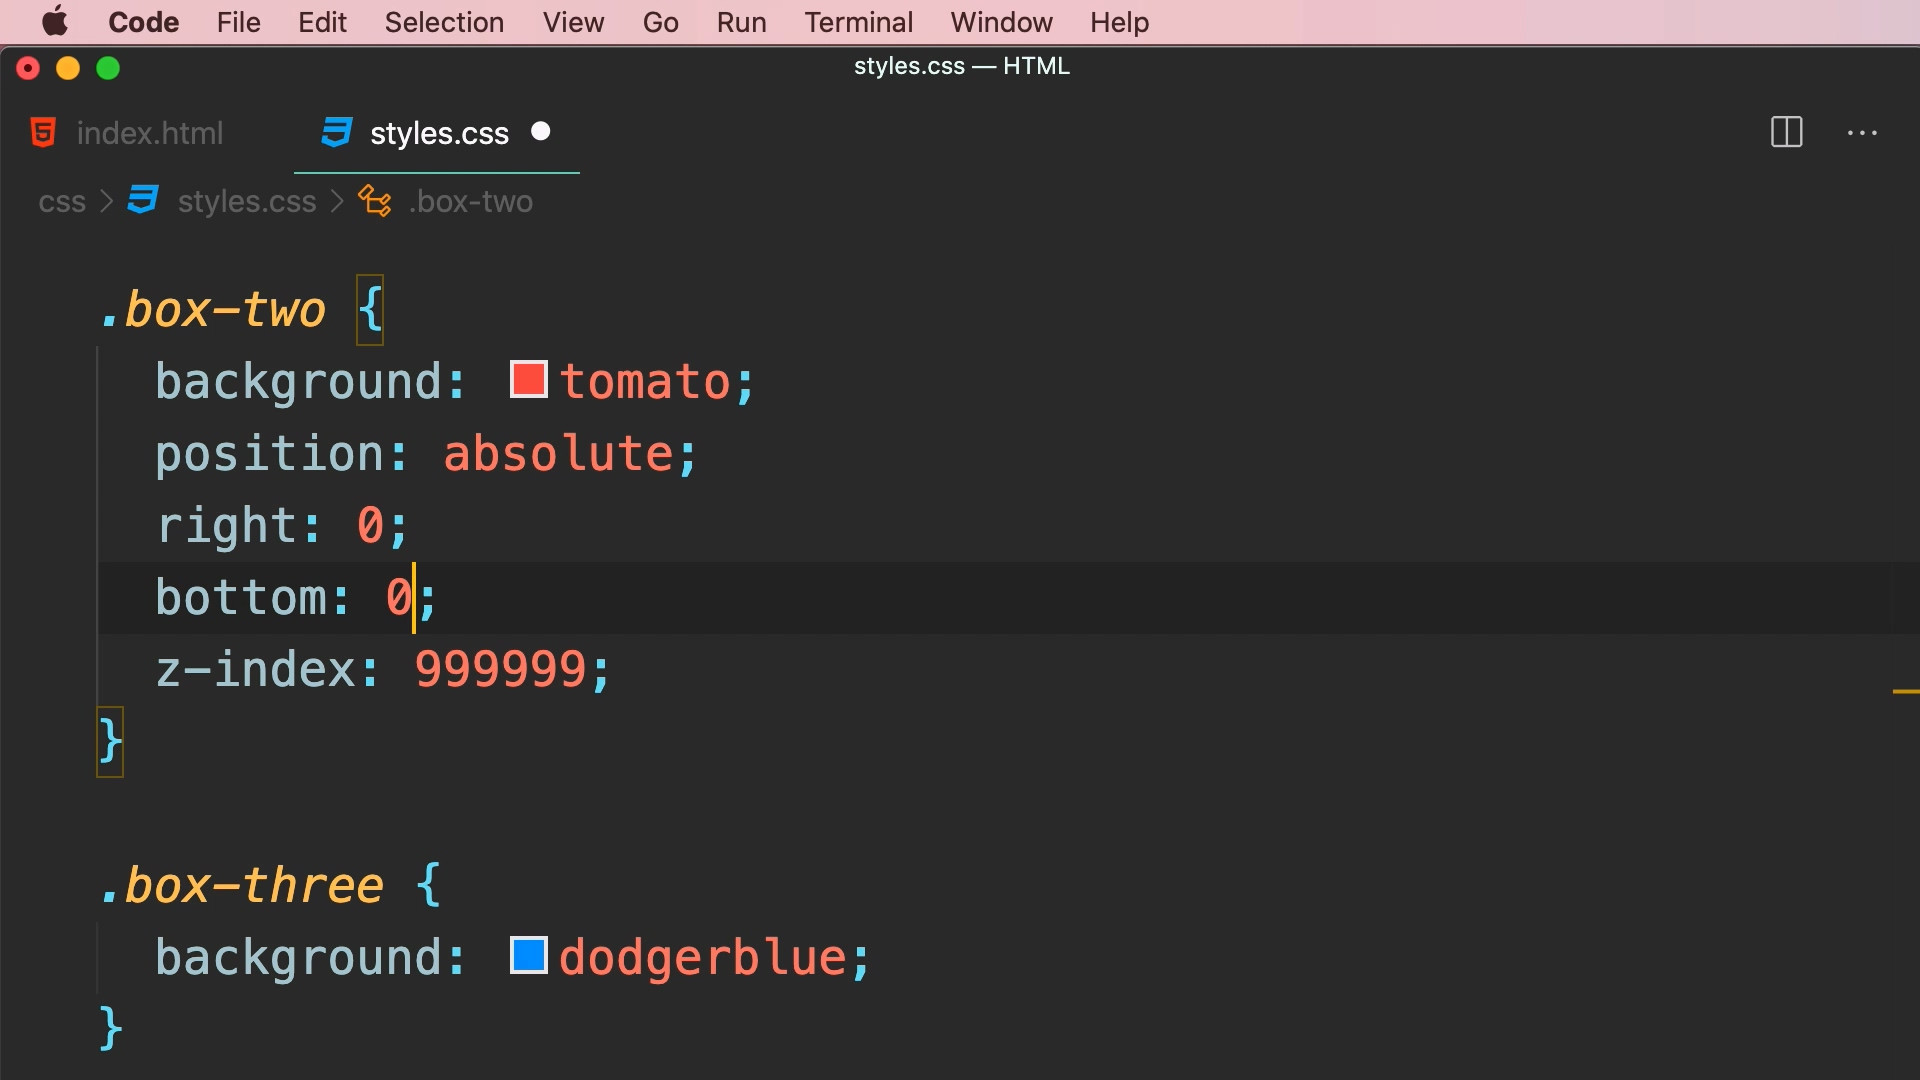 Code File Edit Selection View Go Run Terminal Window Help
styles.css — HTML
index.html styles.css
css > styles.css > .box-two
.box-two {
background: tomato;
position: absolute;
right: 0;
bottom: 0;
z-index: 999999;
}
.box-three {
background: dodgerblue;
}